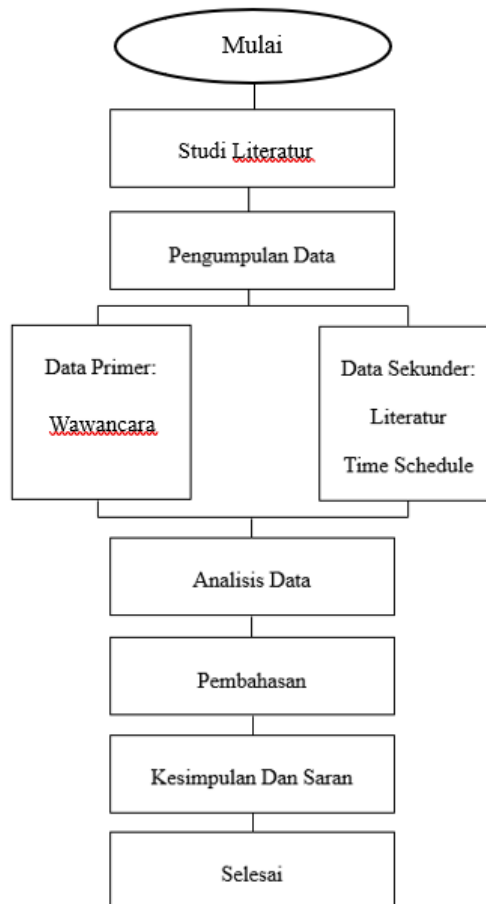 Mulai
Studi Literatur
Pengumpulan Data
Data Primer:
Wawancara
Data Sekunder:
Literatur
Time Schedule
Analisis Data
Pembahasan
Kesimpulan Dan Saran
Selesai